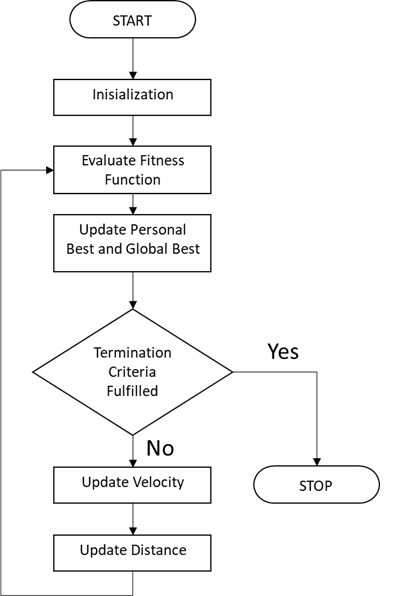 START
Inisialization
Evaluate Fitness
Function
Update Personal
Best and Global Best
Termination
Criteria
Fulfilled
Yes
No
Update Velocity
STOP
Update Distance